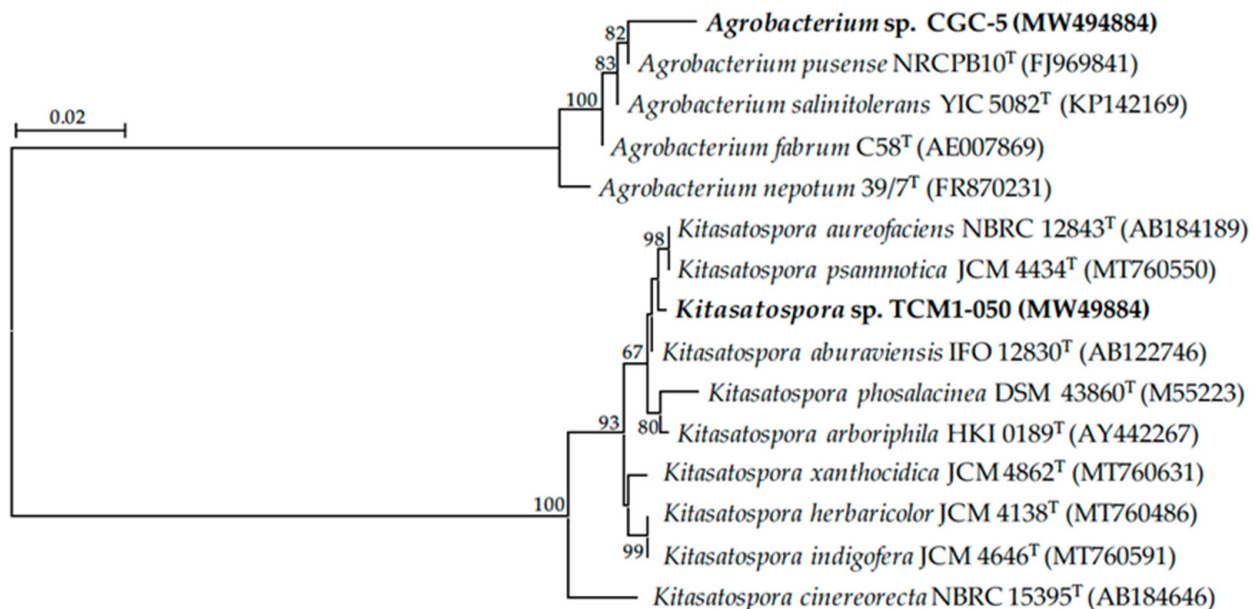 Agrobacterium sp. CGC-5 (MW494884)
82
Agrobacterium pusense NRCPB10ᵀ (FJ969841)
83
100
Agrobacterium salinitolerans YIC 5082ᵀ (KP142169)
0.02
Agrobacterium fabrum C58ᵀ (AE007869)
Agrobacterium nepotum 39/7ᵀ (FR870231)
Kitasatospora aureofaciens NBRC 12843ᵀ (AB184189)
98
Kitasatospora psammotica JCM 4434ᵀ (MT760550)
Kitasatospora sp. TCM1-050 (MW49884)
67
Kitasatospora aburaviensis IFO 12830ᵀ (AB122746)
Kitasatospora phosalacinea DSM 43860ᵀ (M55223)
93
80
Kitasatospora arboriphila HKI 0189ᵀ (AY442267)
Kitasatospora xanthocidica JCM 4862ᵀ (MT760631)
100
Kitasatospora herbaricolor JCM 4138ᵀ (MT760486)
99
Kitasatospora indigofera JCM 4646ᵀ (MT760591)
Kitasatospora cinereorecta NBRC 15395ᵀ (AB184646)